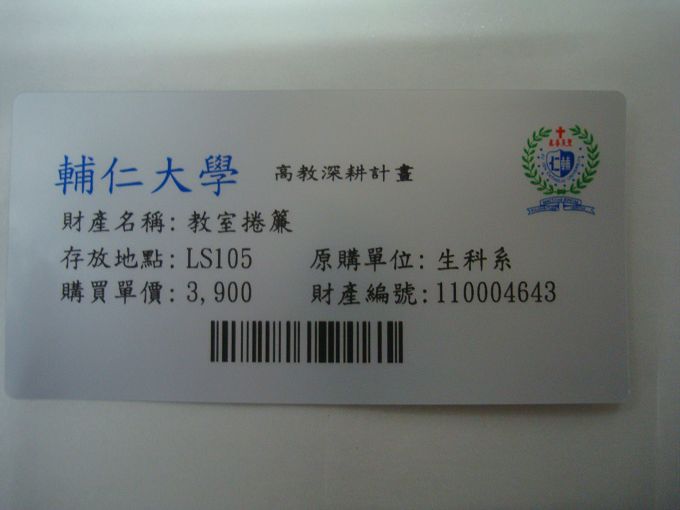 輔仁大學 高教深耕計畫
財產名稱: 教室捲簾
存放地點: LS105 原購單位: 生科系
購買單價: 3,900 財產編號: 110004643